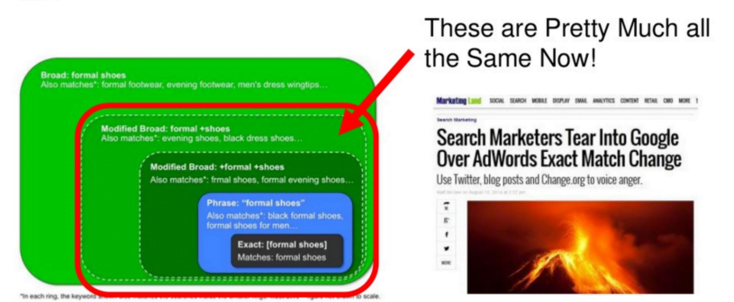 These are Pretty Much all
the Same Now!
Broad: formal shoes
Also matches*: formal footwear, evening footwear, men's dress wingtips...
Modified Broad: formal +shoes
Also matches*: evening shoes, black dress shoes...
Modified Broad: +formal +shoes
Also matches*: frmal shoes, formal evening shoes...
Phrase: "formal shoes"
Also matches*: black formal shoes,
formal shoes for men...
Exact: [formal shoes]
Matches: formal shoes
*In each ring, the keyword
to scale.
Marketing Land SOCIAL SEARCH MOBILE DISPLAY EMAIL ANALYTICS CONTENT RETAIL CMO MORE
Search Marketing
Search Marketers Tear Into Google
Over AdWords Exact Match Change
Use Twitter, blog posts and Change.org to voice anger.
MORE